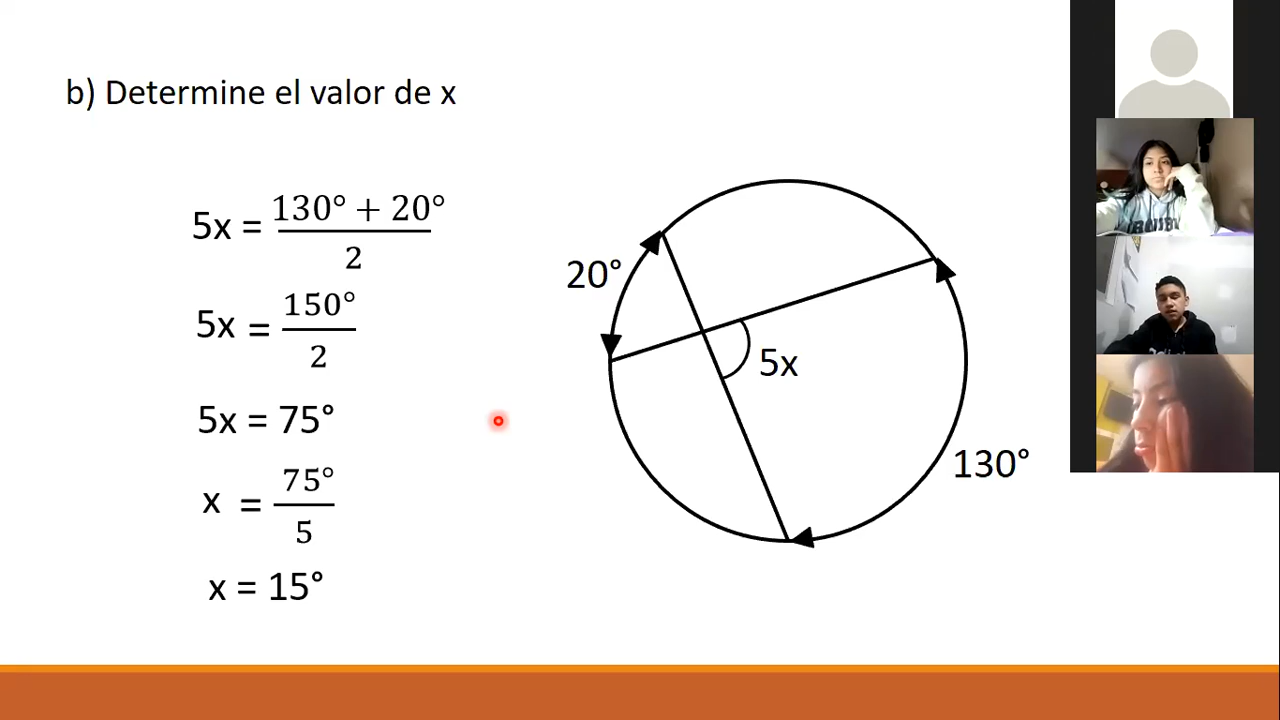 b) Determine el valor de x
5x = (130° + 20°)/2
5x = 150°/2
5x = 75°
x = 75°/5
x = 15°
20°
5x
130°